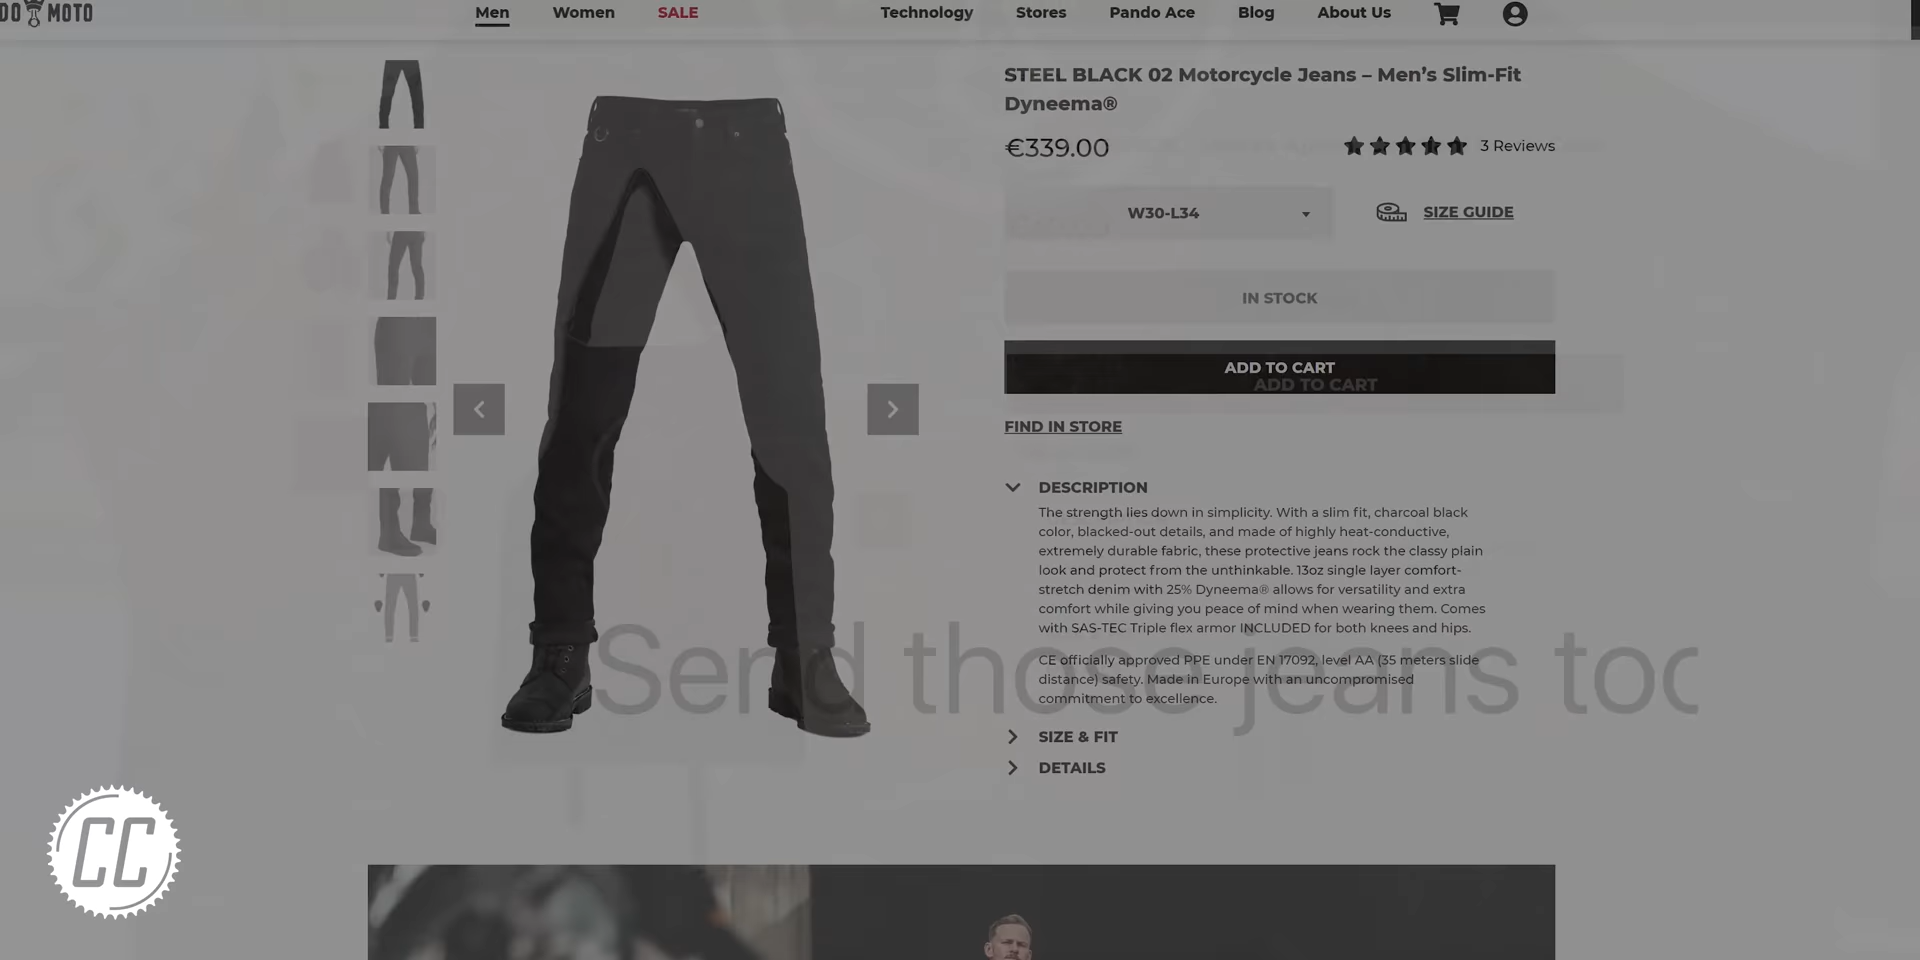 DO MOTO
Men Women SALE Technology Stores Pando Ace Blog About Us
STEEL BLACK 02 Motorcycle Jeans – Men’s Slim-Fit
Dyneema®
€339.00 3 Reviews
W30-L34 SIZE GUIDE
IN STOCK
ADD TO CART
ADD TO CART
FIND IN STORE
DESCRIPTION
The strength lies down in simplicity. With a slim fit, charcoal black
color, blacked-out details, and made of highly heat-conductive,
extremely durable fabric, these protective jeans rock the classy plain
look and protect from the unthinkable. 13oz single layer comfort-
stretch denim with 25% Dyneema® allows for versatility and extra
comfort while giving you peace of mind when wearing them. Comes
with SAS-TEC Triple flex armor INCLUDED for both knees and hips.
Send those jeans too
CE officially approved PPE under EN 17092, level AA (35 meters slide
distance) safety. Made in Europe with an uncompromised
commitment to excellence.
SIZE & FIT
DETAILS
CC